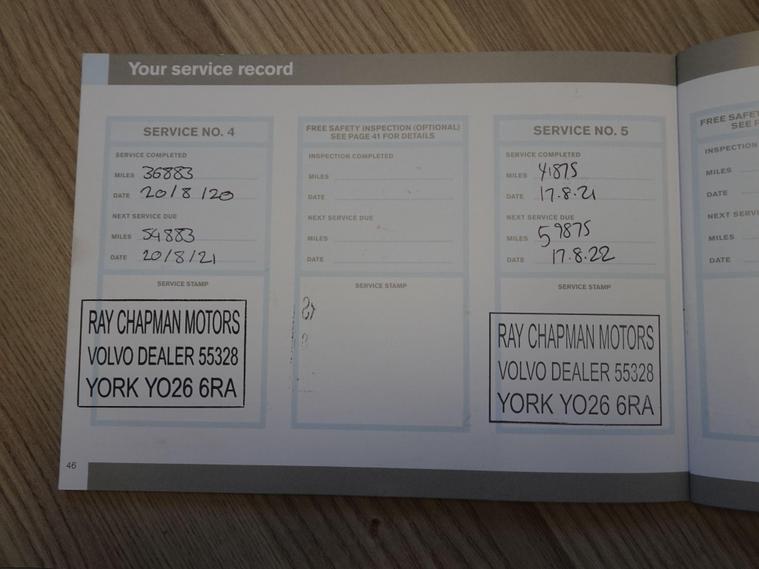 Your service record
SERVICE NO. 4
SERVICE COMPLETED
MILES 36883
DATE 20/8/20
NEXT SERVICE DUE
MILES 54883
DATE 20/8/21
SERVICE STAMP
RAY CHAPMAN MOTORS
VOLVO DEALER 55328
YORK YO26 6RA
FREE SAFETY INSPECTION (OPTIONAL)
SEE PAGE 41 FOR DETAILS
INSPECTION COMPLETED
MILES
DATE
NEXT SERVICE DUE
MILES
DATE
SERVICE STAMP
SERVICE NO. 5
SERVICE COMPLETED
MILES 41875
DATE 17.8.21
NEXT SERVICE DUE
MILES 59875
DATE 17.8.22
SERVICE STAMP
RAY CHAPMAN MOTORS
VOLVO DEALER 55328
YORK YO26 6RA
46
FREE
SEE
INSPECTION
MILES
DATE
NEXT
MILES
DATE